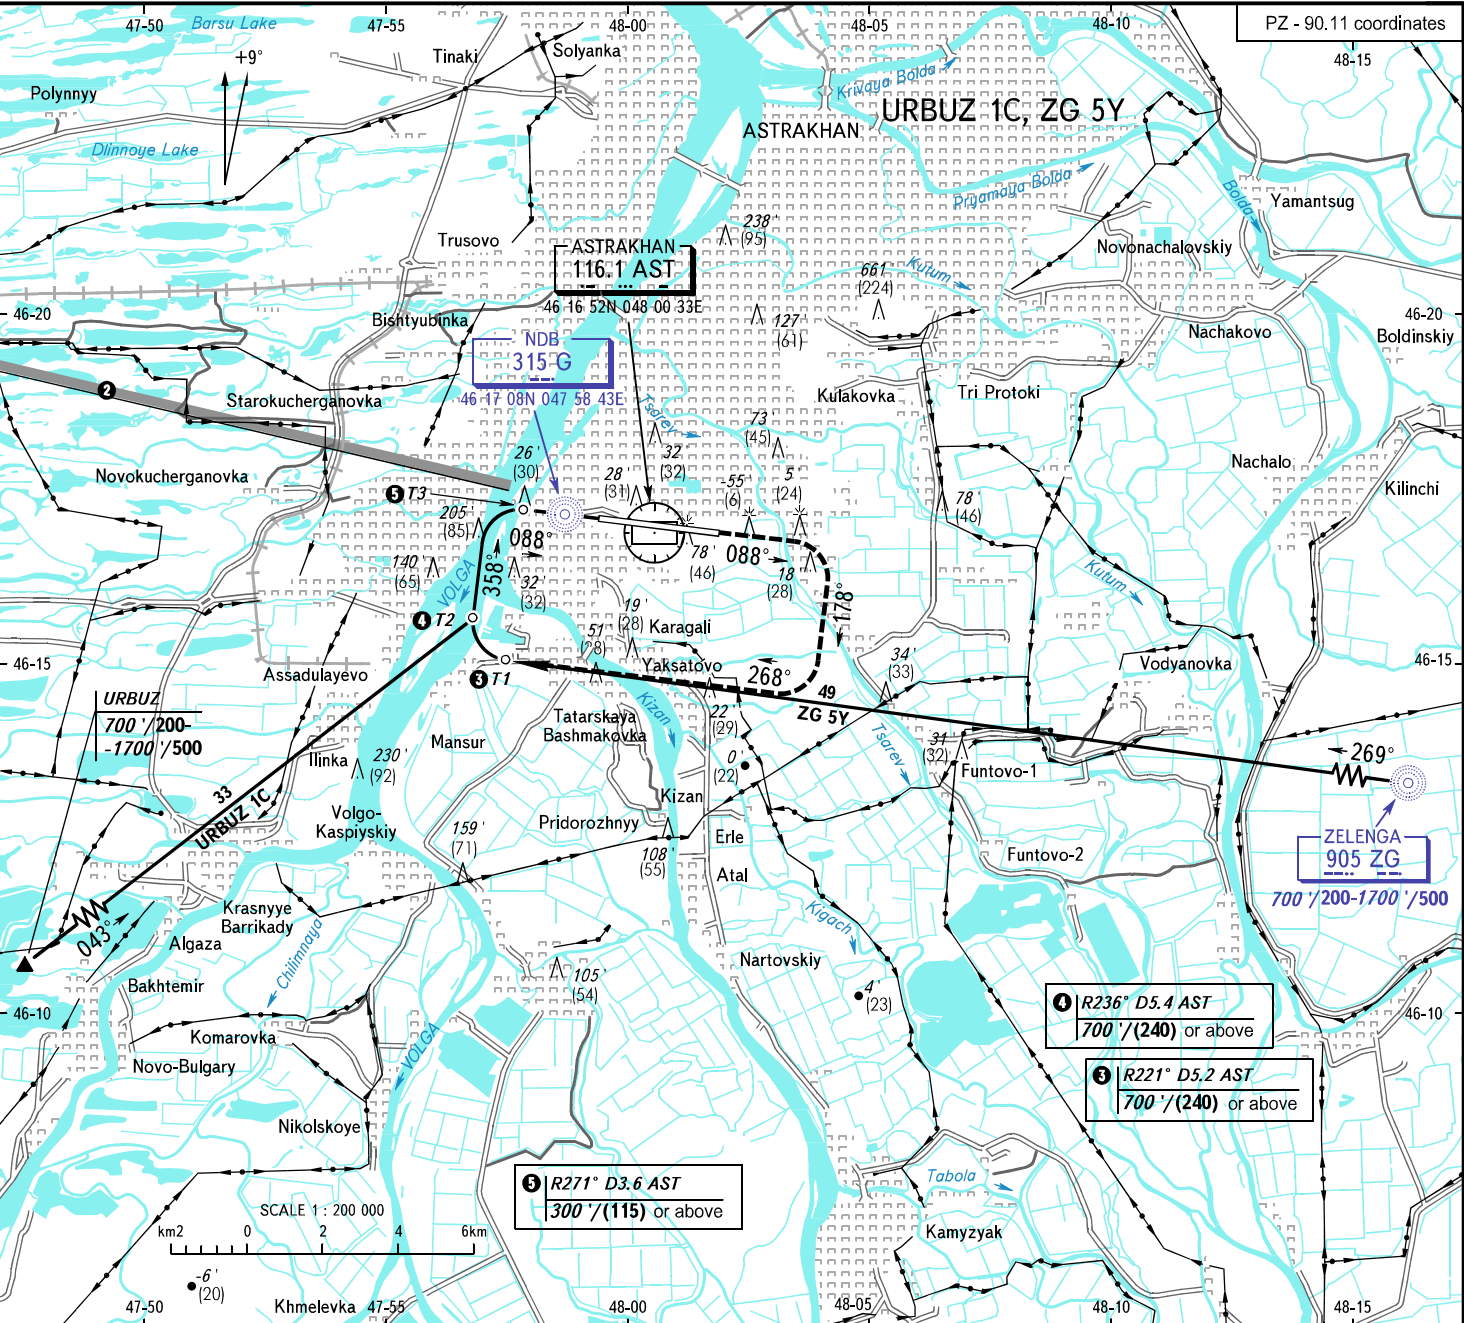 47-50
47-55
48-00
48-05
48-10
PZ - 90.11 coordinates
48-15
Barsu Lake
+9°
Tinaki
Solyanka
Polynnyy
Krivaya Bolda
URBUZ 1C, ZG 5Y
ASTRAKHAN
Dlinnoye Lake
Pryamaya Bolda
Bolda
Yamantsug
Trusovo
238'
(95)
Novonachalovskiy
ASTRAKHAN
116.1 AST
46 16 52N 048 00 33E
661
(224)
Kutum
46-20
Bishtyubinka
127'
(61)
Nachakovo
46-20
Boldinskiy
NDB
315 G
46 17 08N 047 58 43E
2
Starokucherganovka
Kulakovka
Tri Protoki
Tsarev
73'
(45)
Novokucherganovka
26'
(30)
32
(32)
28
(31)
-55
(6)
5'
(24)
Nachalo
Kilinchi
78
(46)
5 T3
205'
(85)
088°
78'
(46)
088°
18
(28)
140'
(65)
VOLGA
358°
32'
(32)
178°
Kutum
19'
(28)
Karagali
4 T2
51'
(28)
34'
(33)
46-15
Yaksatovo
Vodyanovka
46-15
Assadulayevo
3 T1
268°
49
ZG 5Y
URBUZ
700'/200-
-1700'/500
Kizan
22
(29)
Tatarskaya
Bashmakovka
Mansur
Ilinka
230'
(92)
0'
(22)
Tsarev
31'
(32)
Funtovo-1
269°
33
URBUZ 1C
Volgo-
Kaspiyskiy
Kizan
159'
(71)
Pridorozhnyy
Erle
108'
(55)
Funtovo-2
ZELENGA
905 ZG
700'/200-1700'/500
Atal
Krasnyye
Barrikady
043°
Algaza
Chilimnaya
Kigach
Nartovskiy
Bakhtemir
105'
(54)
4'
(23)
4 R236° D5.4 AST
700'/(240) or above
46-10
46-10
Komarovka
VOLGA
Novo-Bulgary
3 R221° D5.2 AST
700'/(240) or above
Nikolskoye
5 R271° D3.6 AST
300'/(115) or above
Tabola
SCALE 1 : 200 000
km2 0 2 4 6km
Kamyzyak
-6'
(20)
47-50
Khmelevka
47-55
48-00
48-05
48-10
48-15